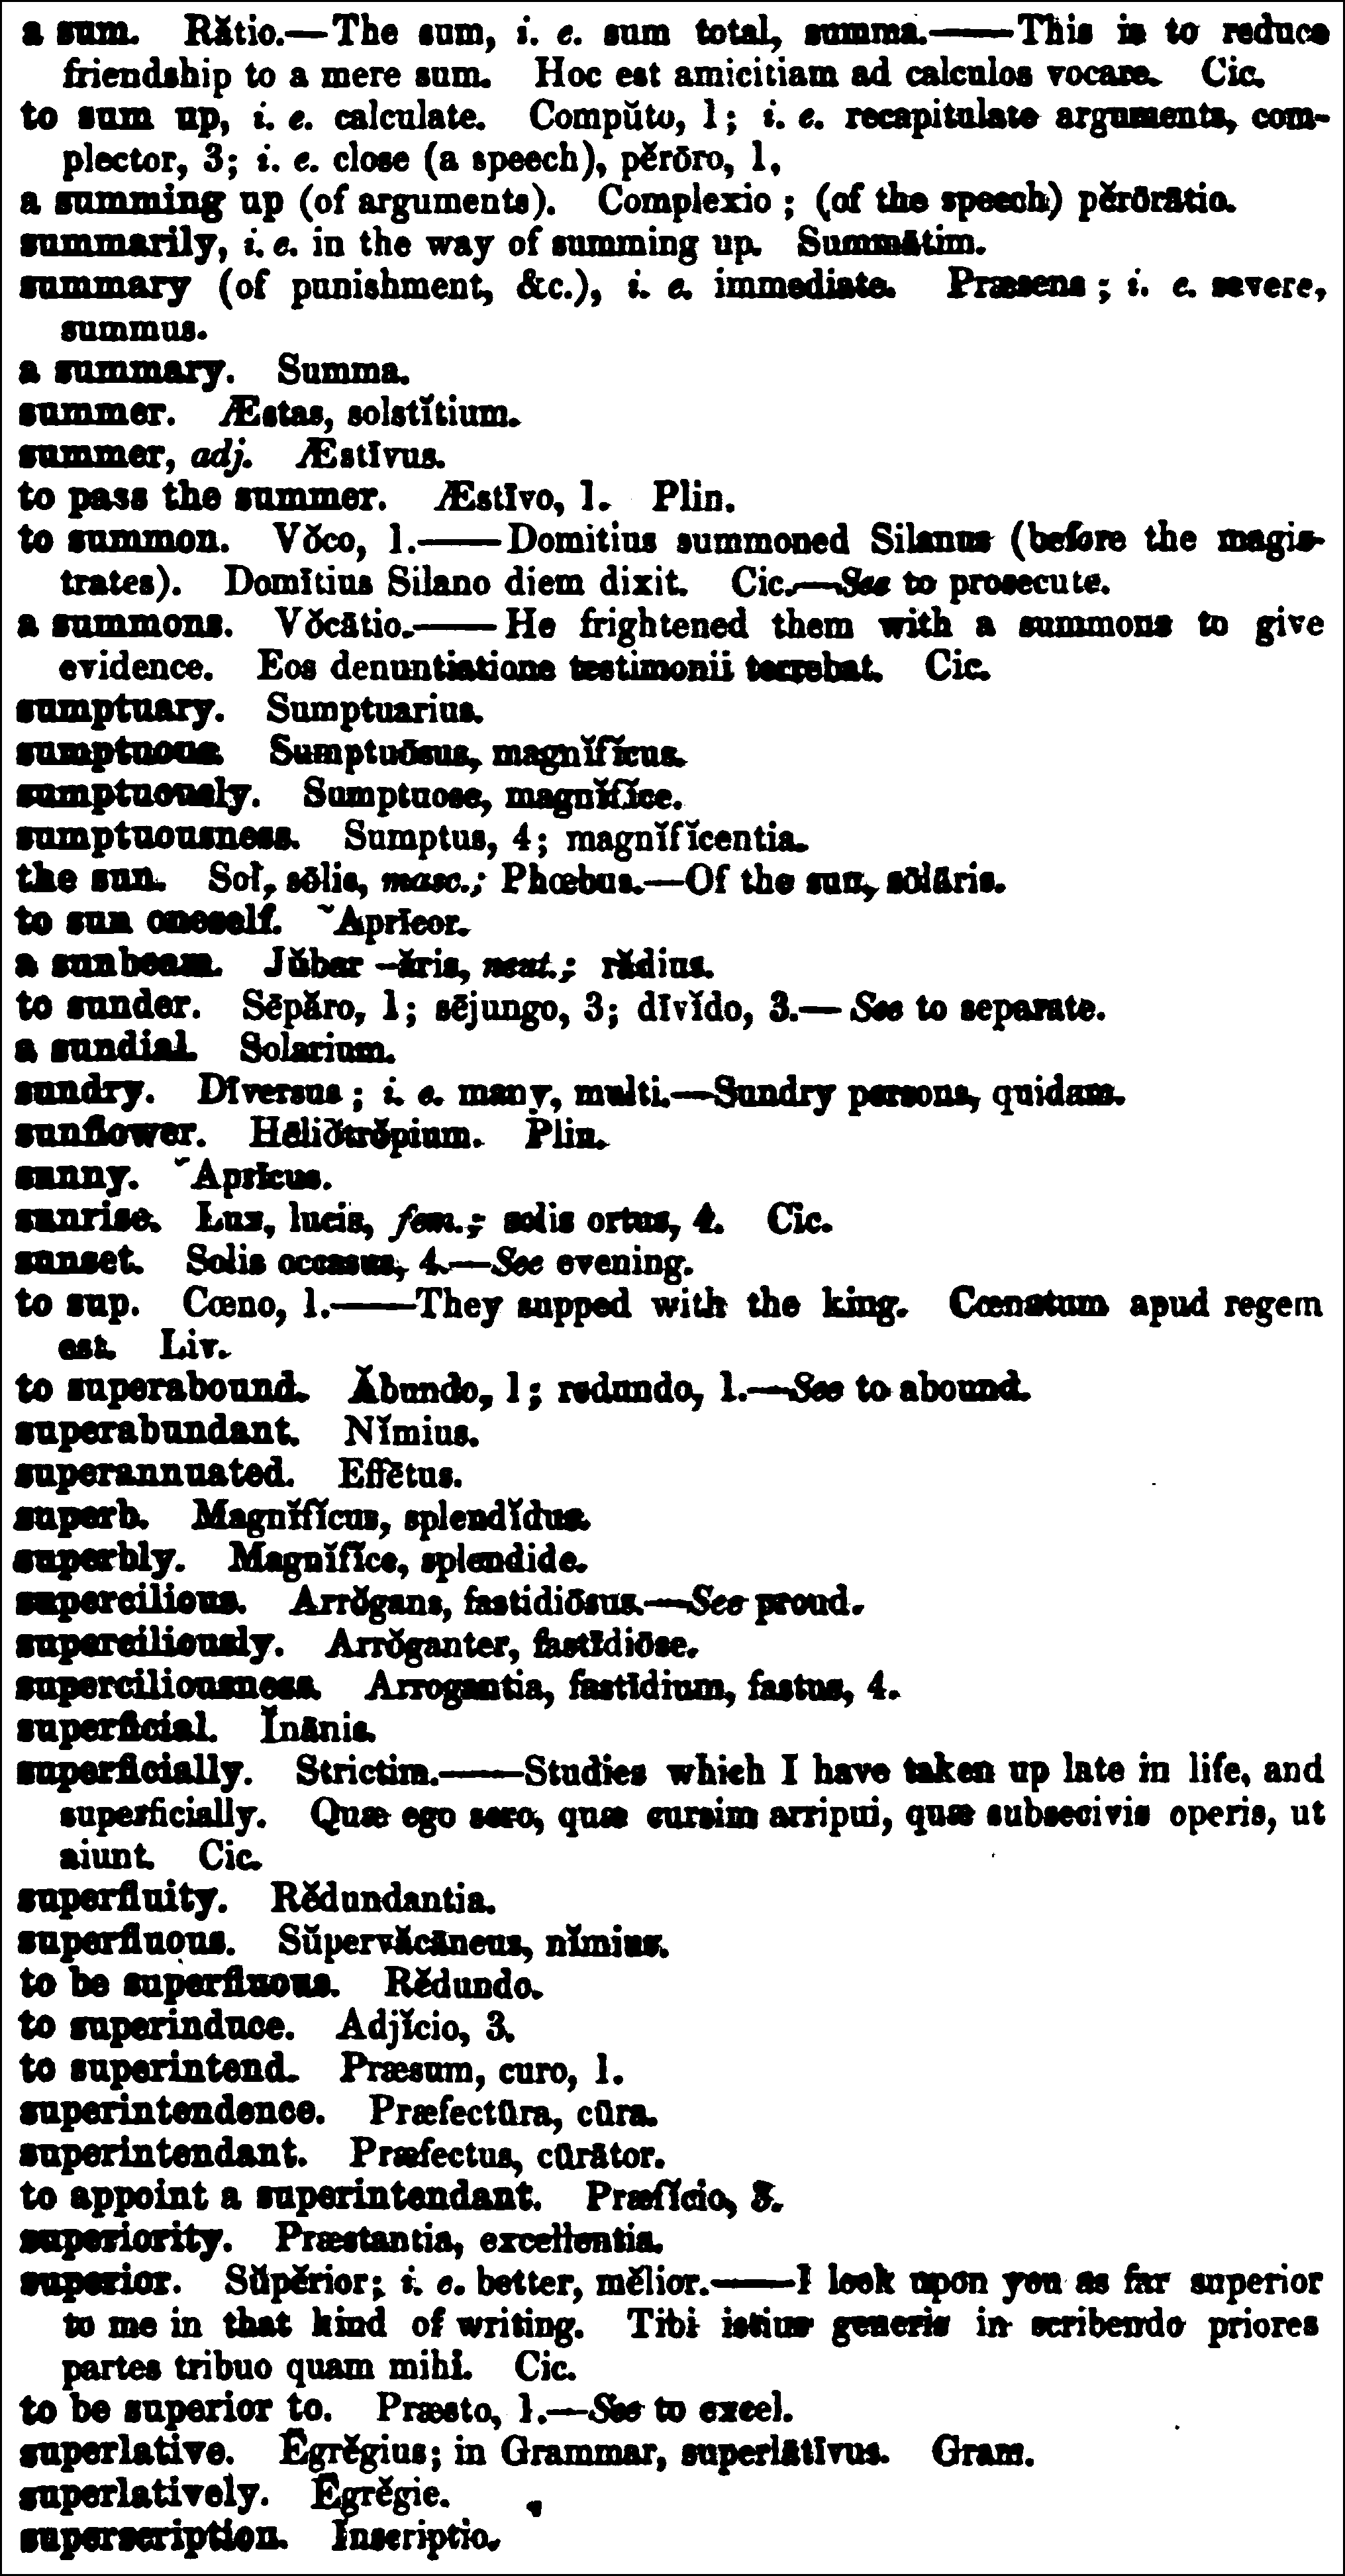 a sum. Rătio.—The sum, i. e. sum total, summa.——This is to reduce
friendship to a mere sum. Hoc est amicitiam ad calculos vocare. Cic.
to sum up, i. e. calculate. Compŭto, 1; i. e. recapitulate arguments, com-
plector, 3; i. e. close (a speech), pĕrōro, 1.
a summing up (of arguments). Complexio; (of the speech) pĕrōrātio.
summarily, i. e. in the way of summing up. Summātim.
summary (of punishment, &c.), i. e. immediate. Præsens; i. e. severe,
summus.
a summary. Summa.
summer. Æstas, solstĭtium.
summer, adj. Æstīvus.
to pass the summer. Æstīvo, 1. Plin.
to summon. Vŏco, 1.——Domitius summoned Silanus (before the magis-
trates). Domĭtius Silano diem dixit. Cic.—See to prosecute.
a summons. Vŏcātio.——He frightened them with a summons to give
evidence. Eos denuntiatione testimonii terrebat. Cic.
sumptuary. Sumptuarius.
sumptuous. Sumptuōsus, magnĭfĭcus.
sumptuously. Sumptuose, magnĭfĭce.
sumptuousness. Sumptus, 4; magnĭfĭcentia.
the sun. Sol, sōlis, masc.; Phœbus.—Of the sun, sōlāris.
to sun oneself. ˘Aprīcor.
a sunbeam. Jŭbar -ăris, neut.; rădius.
to sunder. Sēpăro, 1; sējungo, 3; dīvĭdo, 3.—See to separate.
a sundial. Solarium.
sundry. Dīversus; i. e. many, multi.—Sundry persons, quidam.
sunflower. Hēliŏtrŏpium. Plin.
sunny. ˘Aprīcus.
sunrise. Lux, lucis, fem.; solis ortus, 4. Cic.
sunset. Solis occasus, 4.—See evening.
to sup. Cœno, 1.——They supped with the king. Cœnatum apud regem
est. Liv.
to superabound. Ăbundo, 1; redundo, 1.—See to abound.
superabundant. Nĭmius.
superannuated. Effētus.
superb. Magnĭfĭcus, splendĭdus.
superbly. Magnĭfĭce, splendide.
supercilious. Arrŏgans, fastidiōsus.—See proud.
superciliously. Arrŏganter, fastīdiōse.
superciliousness. Arrogantia, fastīdium, fastus, 4.
superficial. Ĭnānis.
superficially. Strictim.——Studies which I have taken up late in life, and
superficially. Quæ ego sero, quæ cursim arripui, quæ subsecivis operis, ut
aiunt. Cic.
superfluity. Rĕdundantia.
superfluous. Sŭpervăcāneus, nĭmius.
to be superfluous. Rĕdundo.
to superinduce. Adjĭcio, 3.
to superintend. Præsum, curo, 1.
superintendence. Præfectūra, cūra.
superintendant. Præfectus, cūrātor.
to appoint a superintendant. Præfĭcio, 3.
superiority. Præstantia, excellentia.
superior. Sŭpĕrior; i. e. better, mĕlior.——I look upon you as far superior
to me in that kind of writing. Tibi istius generis in scribendo priores
partes tribuo quam mihi. Cic.
to be superior to. Præsto, 1.—See to excel.
superlative. Ēgrĕgius; in Grammar, superlātīvus. Gram.
superlatively. Ēgrĕgie.
superscription. Inscriptio.